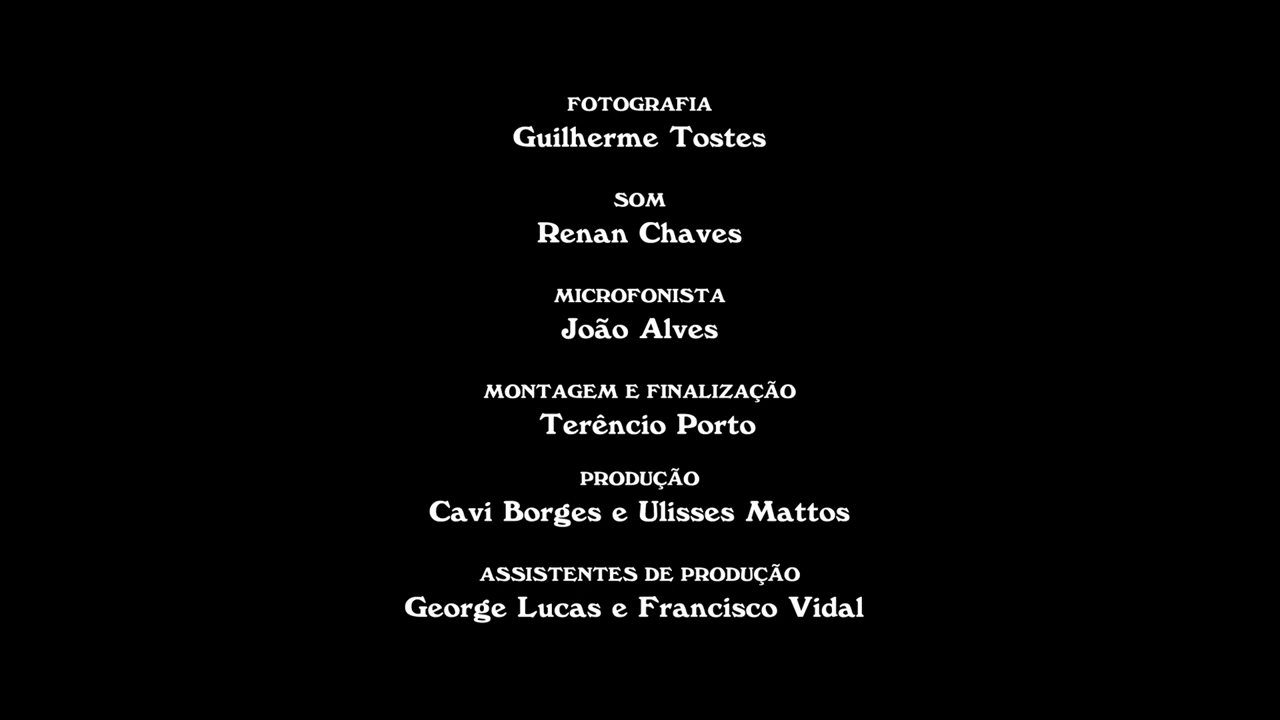 FOTOGRAFIA
Guilherme Tostes
SOM
Renan Chaves
MICROFONISTA
João Alves
MONTAGEM E FINALIZAÇÃO
Terêncio Porto
PRODUÇÃO
Cavi Borges e Ulisses Mattos
ASSISTENTES DE PRODUÇÃO
George Lucas e Francisco Vidal